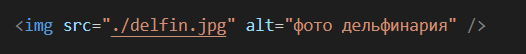 <img src="./delfin.jpg" alt="фото дельфинария" />